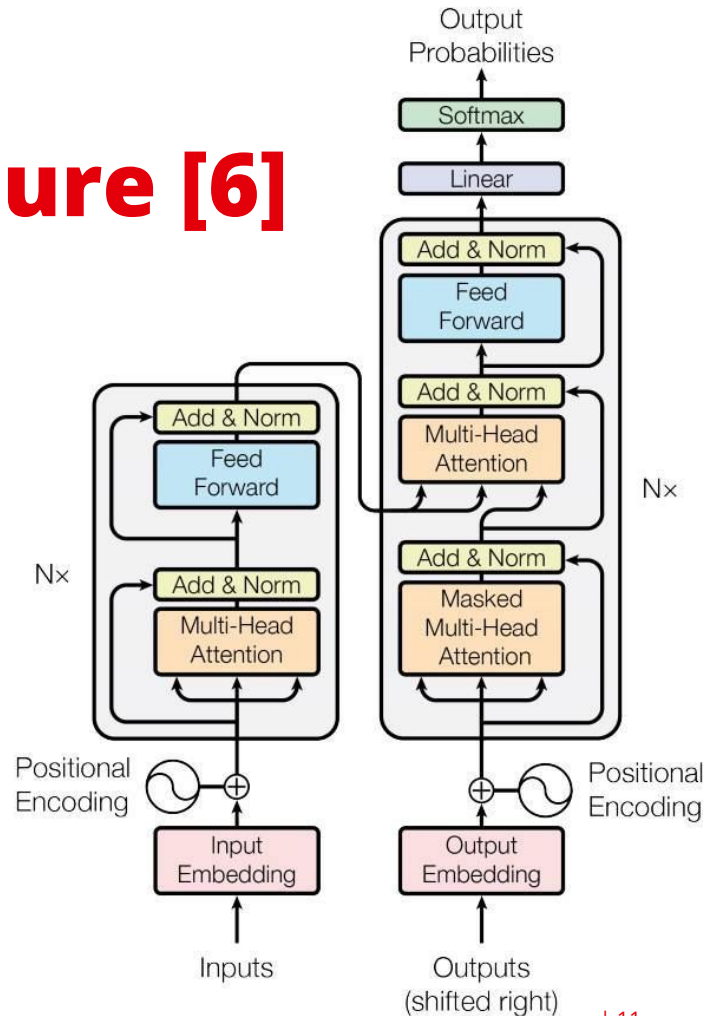 Output
Probabilities
Softmax
ure [6]
Linear
Add & Norm
Feed
Forward
Add & Norm
Multi-Head
Attention
Add & Norm
Feed
Forward
Nx
Nx
Add & Norm
Multi-Head
Attention
Add & Norm
Masked
Multi-Head
Attention
Positional
Encoding
Positional
Encoding
Input
Embedding
Output
Embedding
Inputs
Outputs
(shifted right)